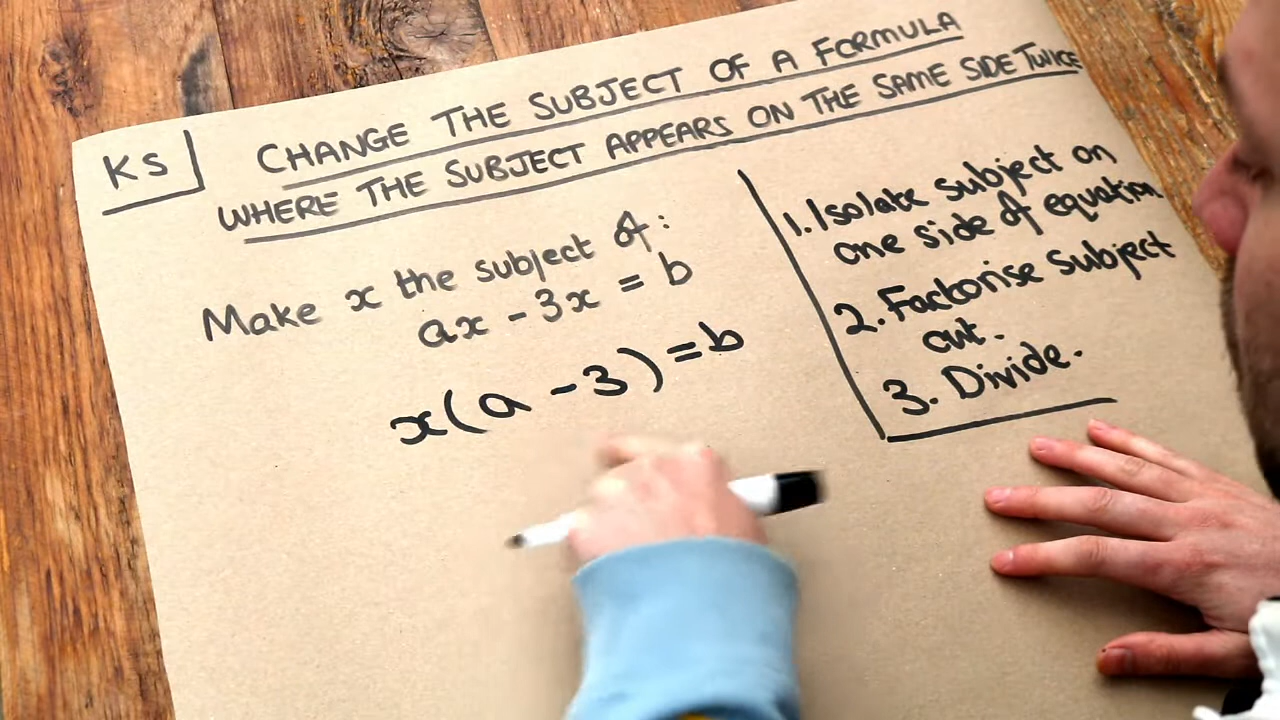 KS
CHANGE THE SUBJECT OF A FORMULA
WHERE THE SUBJECT APPEARS ON THE SAME SIDE TWICE
Make x the subject of:
ax - 3x = b
x(a - 3) = b
1. Isolate subject on
one side of equation
2. Factorise subject
out.
3. Divide.